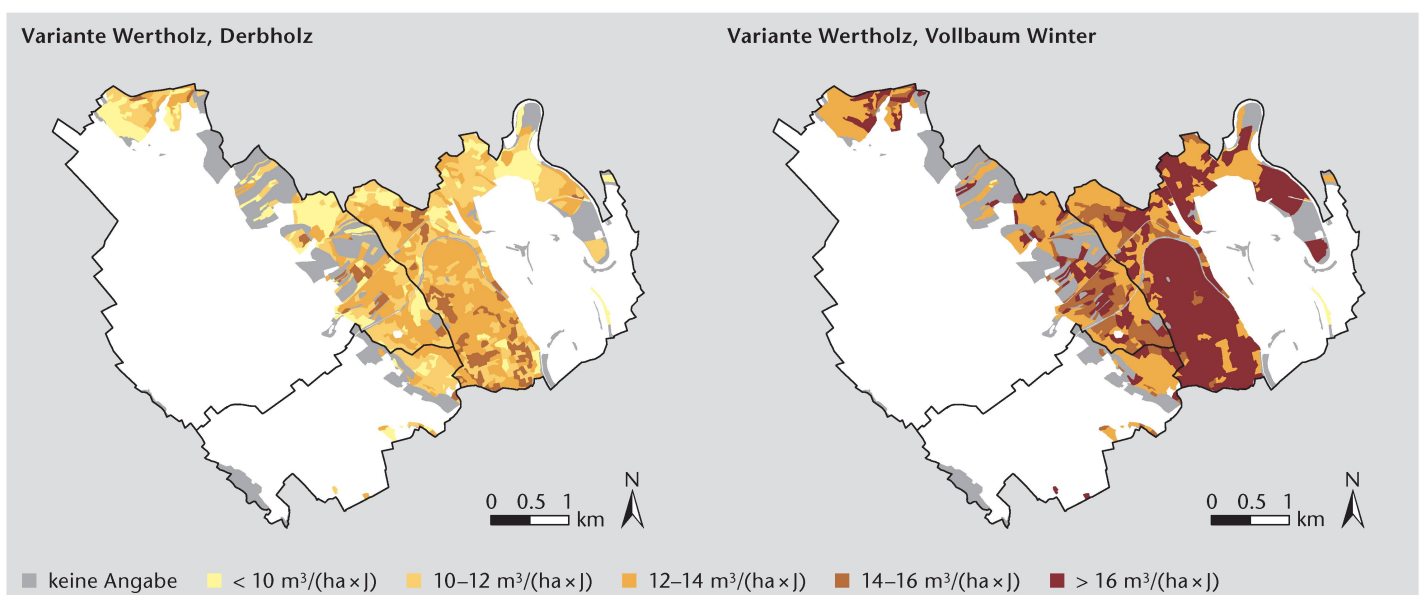 Variante Wertholz, Derbholz
Variante Wertholz, Vollbaum Winter
N
0 0.5 1
km
N
0 0.5 1
km
keine Angabe < 10 m³/(ha × J) 10–12 m³/(ha × J) 12–14 m³/(ha × J) 14–16 m³/(ha × J) > 16 m³/(ha × J)